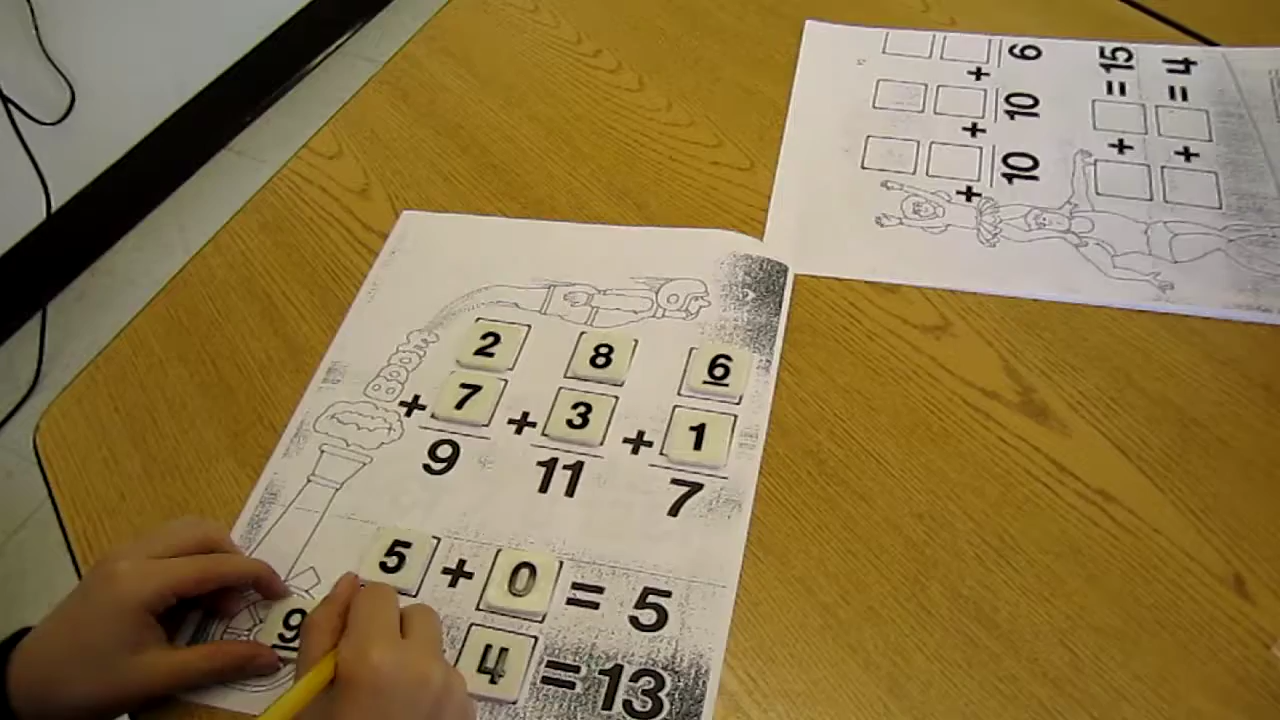 BOOM
2 8 6
+ 7 + 3 + 1
9 11 7
5 + 0 = 5
9 4 = 13
+ 6
+ 10
+ 10
+ = 15
+ = 4